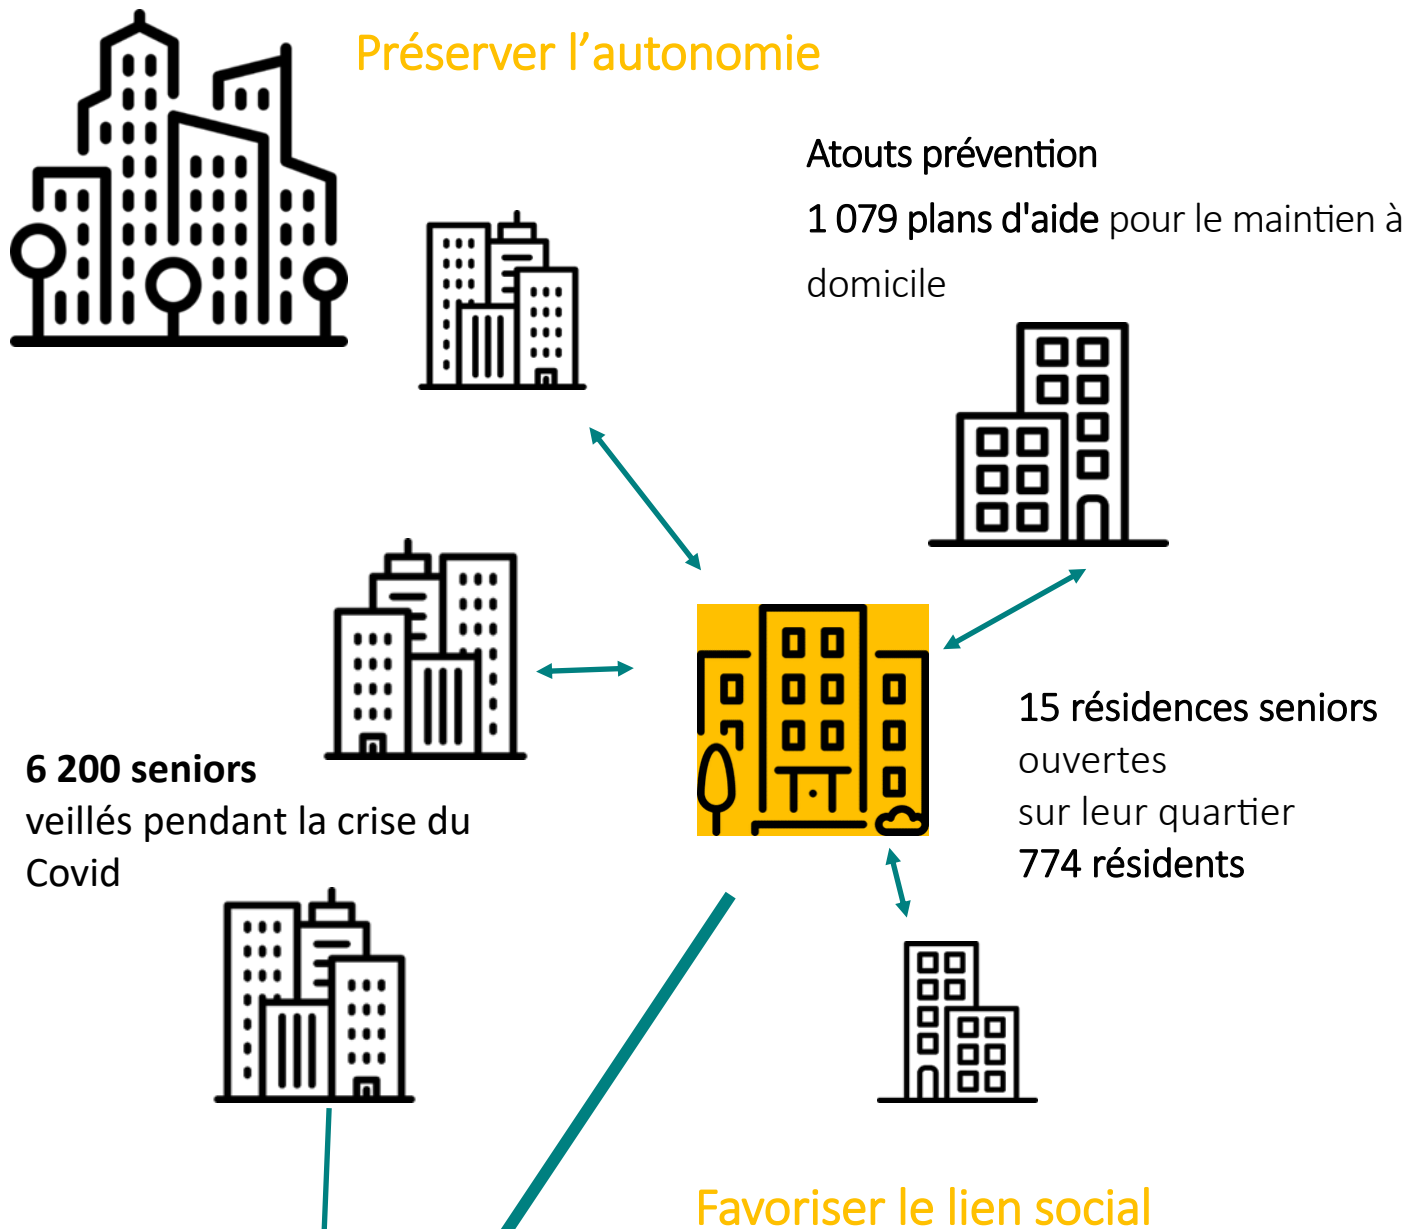 Préserver l'autonomie
Atouts prévention
1 079 plans d'aide pour le maintien à
domicile
15 résidences seniors
ouvertes
sur leur quartier
774 résidents
6 200 seniors
veillés pendant la crise du
Covid
Favoriser le lien social